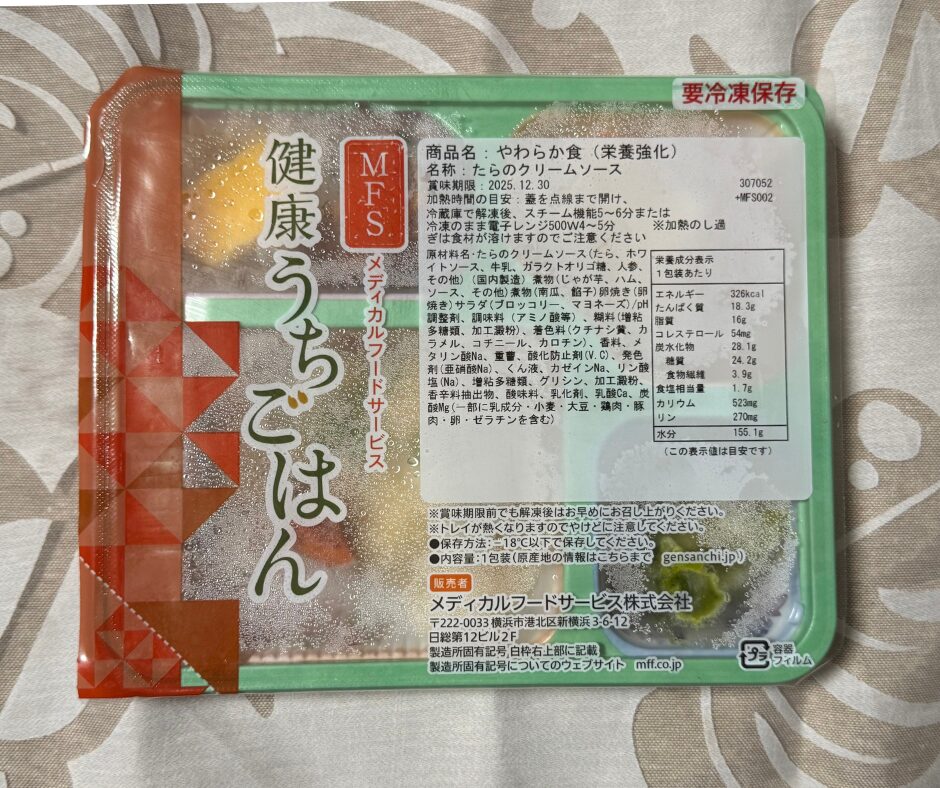 要冷凍保存
健康うちごはん
MFS
メディカルフードサービス
商品名：やわらか食（栄養強化）
名称：たらのクリームソース
賞味期限：2025.12.30
307052
+MFS002
加熱時間の目安：蓋を点線まで開け、
冷蔵庫で解凍後、スチーム機能5～6分または
冷凍のまま電子レンジ500W4～5分 ※加熱のし過
ぎは食材が溶けますのでご注意ください
原材料名・たらのクリームソース(たら、ホワ
イトソース、牛乳、ガラクトオリゴ糖、人参、
その他)（国内製造）煮物(じゃが芋、ハム、
ソース、その他)煮物(南瓜、餡子)卵焼き(卵
焼き)サラダ(ブロッコリー、マヨネーズ)/pH
調整剤、調味料（アミノ酸等）、糊料(増粘
多糖類、加工澱粉)、着色料(クチナシ黄、カ
ラメル、コチニール、カロテン)、香料、メ
タリン酸Na、重曹、酸化防止剤(V.C)、発色
剤(亜硝酸Na)、くん液、カゼインNa、リン酸
塩(Na)、増粘多糖類、グリシン、加工澱粉、
香辛料抽出物、酸味料、乳化剤、乳酸Ca、炭
酸Mg(一部に乳成分・小麦・大豆・鶏肉・豚
肉・卵・ゼラチンを含む)
栄養成分表示
1包装あたり
エネルギー 326kcal
たんぱく質 18.3g
脂質 16g
コレステロール 54mg
炭水化物 28.1g
糖質 24.2g
食物繊維 3.9g
食塩相当量 1.7g
カリウム 523mg
リン 270mg
水分 155.1g
（この表示値は目安です）
※賞味期限前でも解凍後はお早めにお召し上がりください。
※トレイが熱くなりますのでやけどに注意してください。
●保存方法：－18℃以下で保存してください。
●内容量：1包装(原産地の情報はこちらまで gensanchi.jp)
販売者
メディカルフードサービス株式会社
〒222-0033 横浜市港北区新横浜3-6-12
日総第12ビル2F
製造所固有記号 白枠右上部に記載
製造所固有記号についてのウェブサイト mff.co.jp
プラ
容器
フィルム